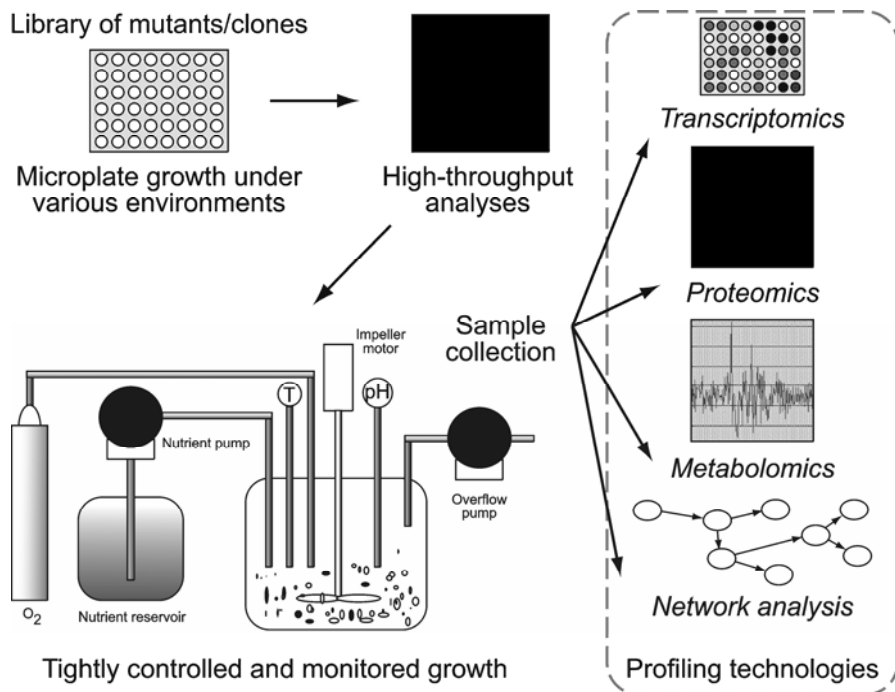 Library of mutants/clones
Microplate growth under
various environments
High-throughput
analyses
Transcriptomics
Proteomics
Metabolomics
Network analysis
Profiling technologies
Sample
collection
Impeller
motor
T
pH
Nutrient pump
Overflow
pump
O2
Nutrient reservoir
Tightly controlled and monitored growth